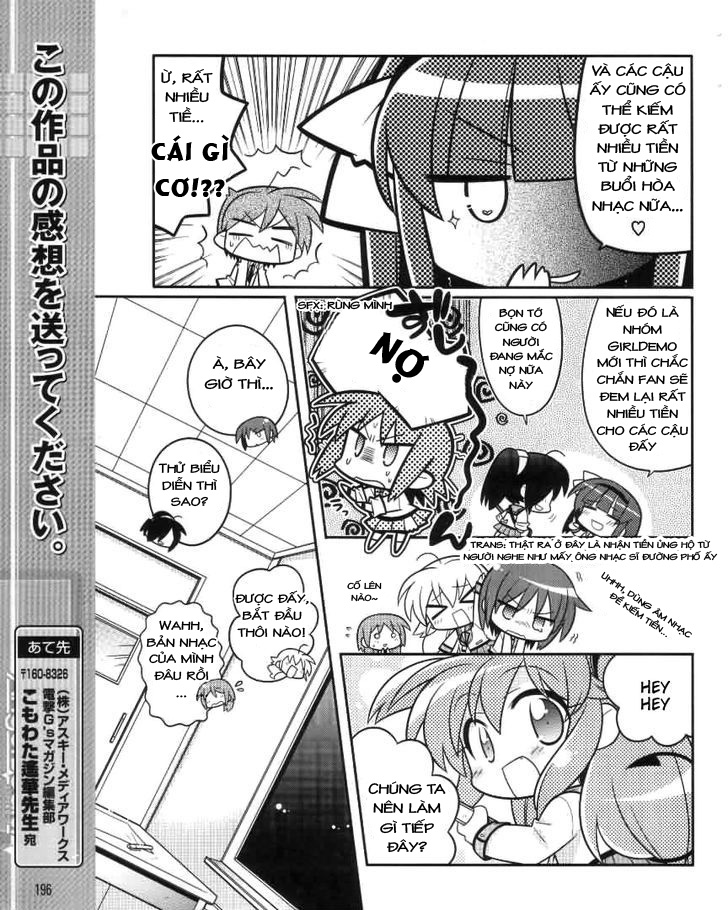 VÀ CÁC CẬU
ẤY CŨNG CÓ
THỂ KIẾM
ĐƯỢC RẤT
NHIỀU TIỀN
TỪ NHỮNG
BUỔI HÒA
NHẠC NỮA...
♡
Ừ, RẤT
NHIỀU
TIỀ...
CÁI GÌ
CƠ!??
NẾU ĐÓ LÀ
NHÓM
GIRLDEMO
MỚI THÌ CHẮC
CHẮN FAN SẼ
ĐEM LẠI RẤT
NHIỀU TIỀN
CHO CÁC CẬU
ĐẤY
BỌN TỚ
CŨNG CÓ
NGƯỜI
ĐANG MẮC
NỢ NỮA
NÀY
SFX: RÙNG MÌNH
NỢ
TRANS: THẬT RA Ở ĐÂY LÀ NHẬN TIỀN ỦNG HỘ TỪ
NGƯỜI NGHE NHƯ MẤY ÔNG NHẠC SĨ ĐƯỜNG PHỐ ẤY
UHHH, DÙNG ÂM NHẠC
ĐỂ KIẾM TIỀN...
CỐ LÊN
NÀO~
HEY
HEY
CHÚNG TA
NÊN LÀM
GÌ TIẾP
ĐÂY?
À, BÂY
GIỜ THÌ...
THỬ BIỂU
DIỄN THÌ
SAO?
ĐƯỢC ĐẤY,
BẮT ĐẦU
THÔI NÀO!
WAHH,
BẢN NHẠC
CỦA MÌNH
ĐÂU RỒI
...
この作品の感想を送ってください。
あて先
〒160-8326
(株)アスキー・メディアワークス
電撃G'sマガジン編集部
こもわた遙華先生 宛
196